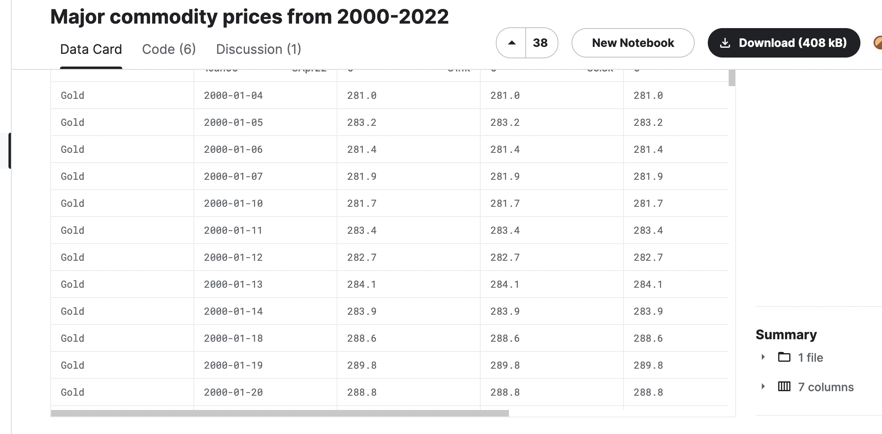 Major commodity prices from 2000-2022
Data Card Code (6) Discussion (1)
38
New Notebook
Download (408 kB)
Gold 2000-01-04 281.0 281.0 281.0
Gold 2000-01-05 283.2 283.2 283.2
Gold 2000-01-06 281.4 281.4 281.4
Gold 2000-01-07 281.9 281.9 281.9
Gold 2000-01-10 281.7 281.7 281.7
Gold 2000-01-11 283.4 283.4 283.4
Gold 2000-01-12 282.7 282.7 282.7
Gold 2000-01-13 284.1 284.1 284.1
Gold 2000-01-14 283.9 283.9 283.9
Gold 2000-01-18 288.6 288.6 288.6
Gold 2000-01-19 289.8 289.8 289.8
Gold 2000-01-20 288.8 288.8 288.8
Summary
1 file
7 columns